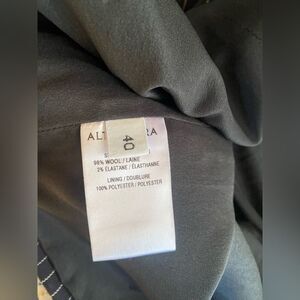 40
98% WOOL / LAINE
2% ELASTANE / ÉLASTHANNE
LINING / DOUBLURE
100% POLYESTER / POLYESTER